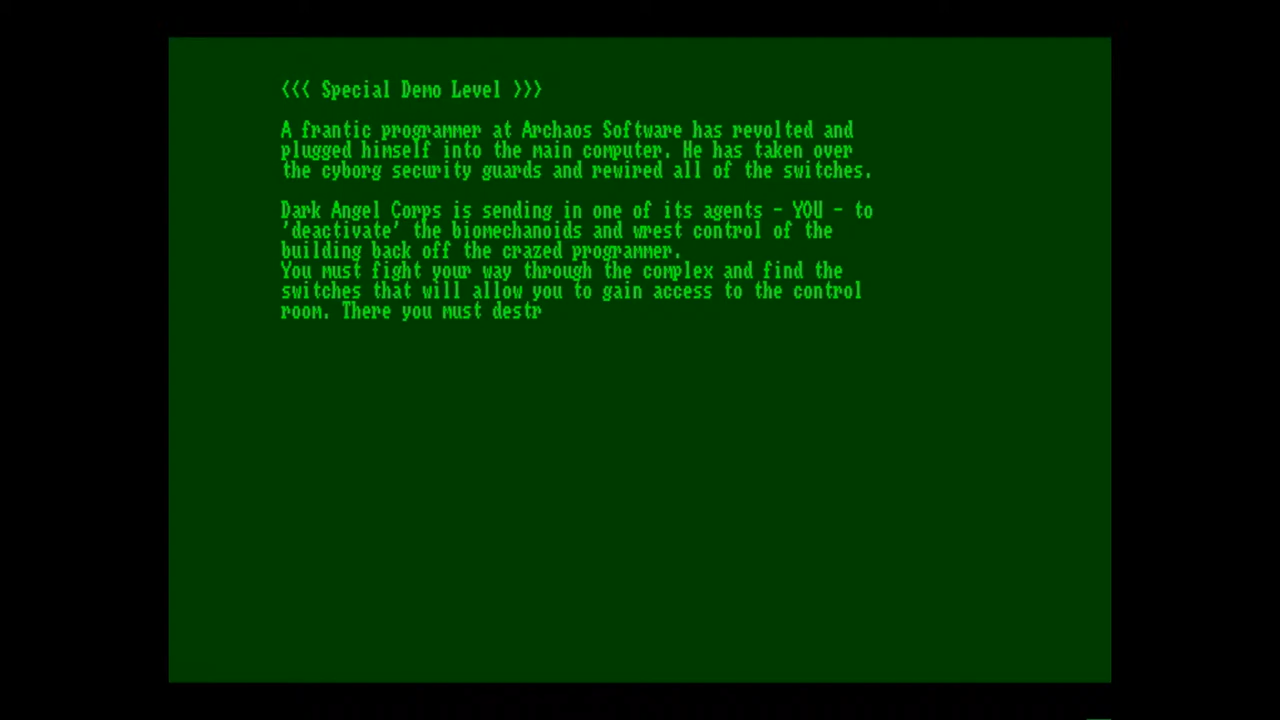 <<< Special Demo Level >>>
A frantic programmer at Archaos Software has revolted and
plugged himself into the main computer. He has taken over
the cyborg security guards and rewired all of the switches.
Dark Angel Corps is sending in one of its agents - YOU - to
'deactivate' the biomechanoids and wrest control of the
building back off the crazed programmer.
You must fight your way through the complex and find the
switches that will allow you to gain access to the control
room. There you must destr